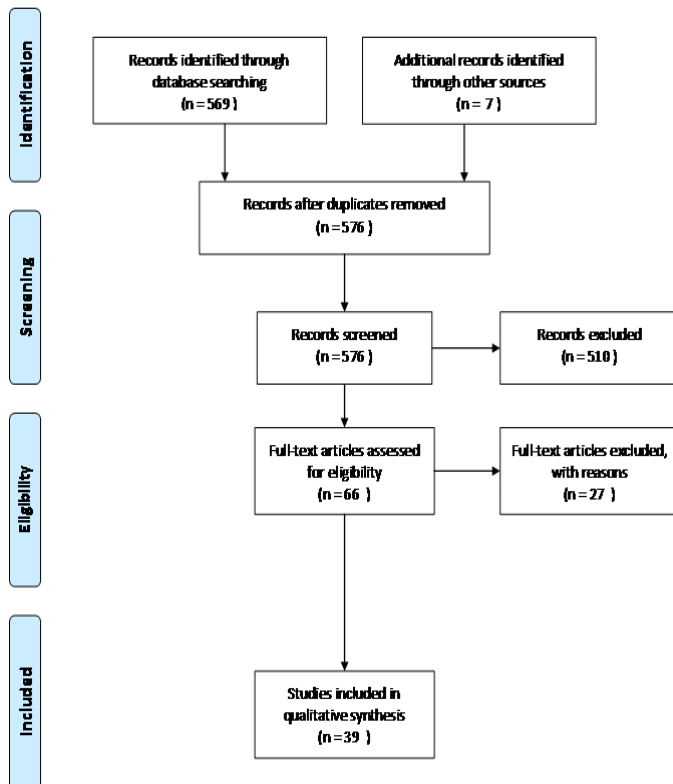 Identification
Records identified through
database searching
(n = 569 )
Additional records identified
through other sources
(n = 7 )
Records after duplicates removed
(n = 576 )
Screening
Records screened
(n = 576 )
Records excluded
(n = 510 )
Eligibility
Full-text articles assessed
for eligibility
(n = 66 )
Full-text articles excluded,
with reasons
(n = 27 )
Included
Studies included in
qualitative synthesis
(n = 39 )